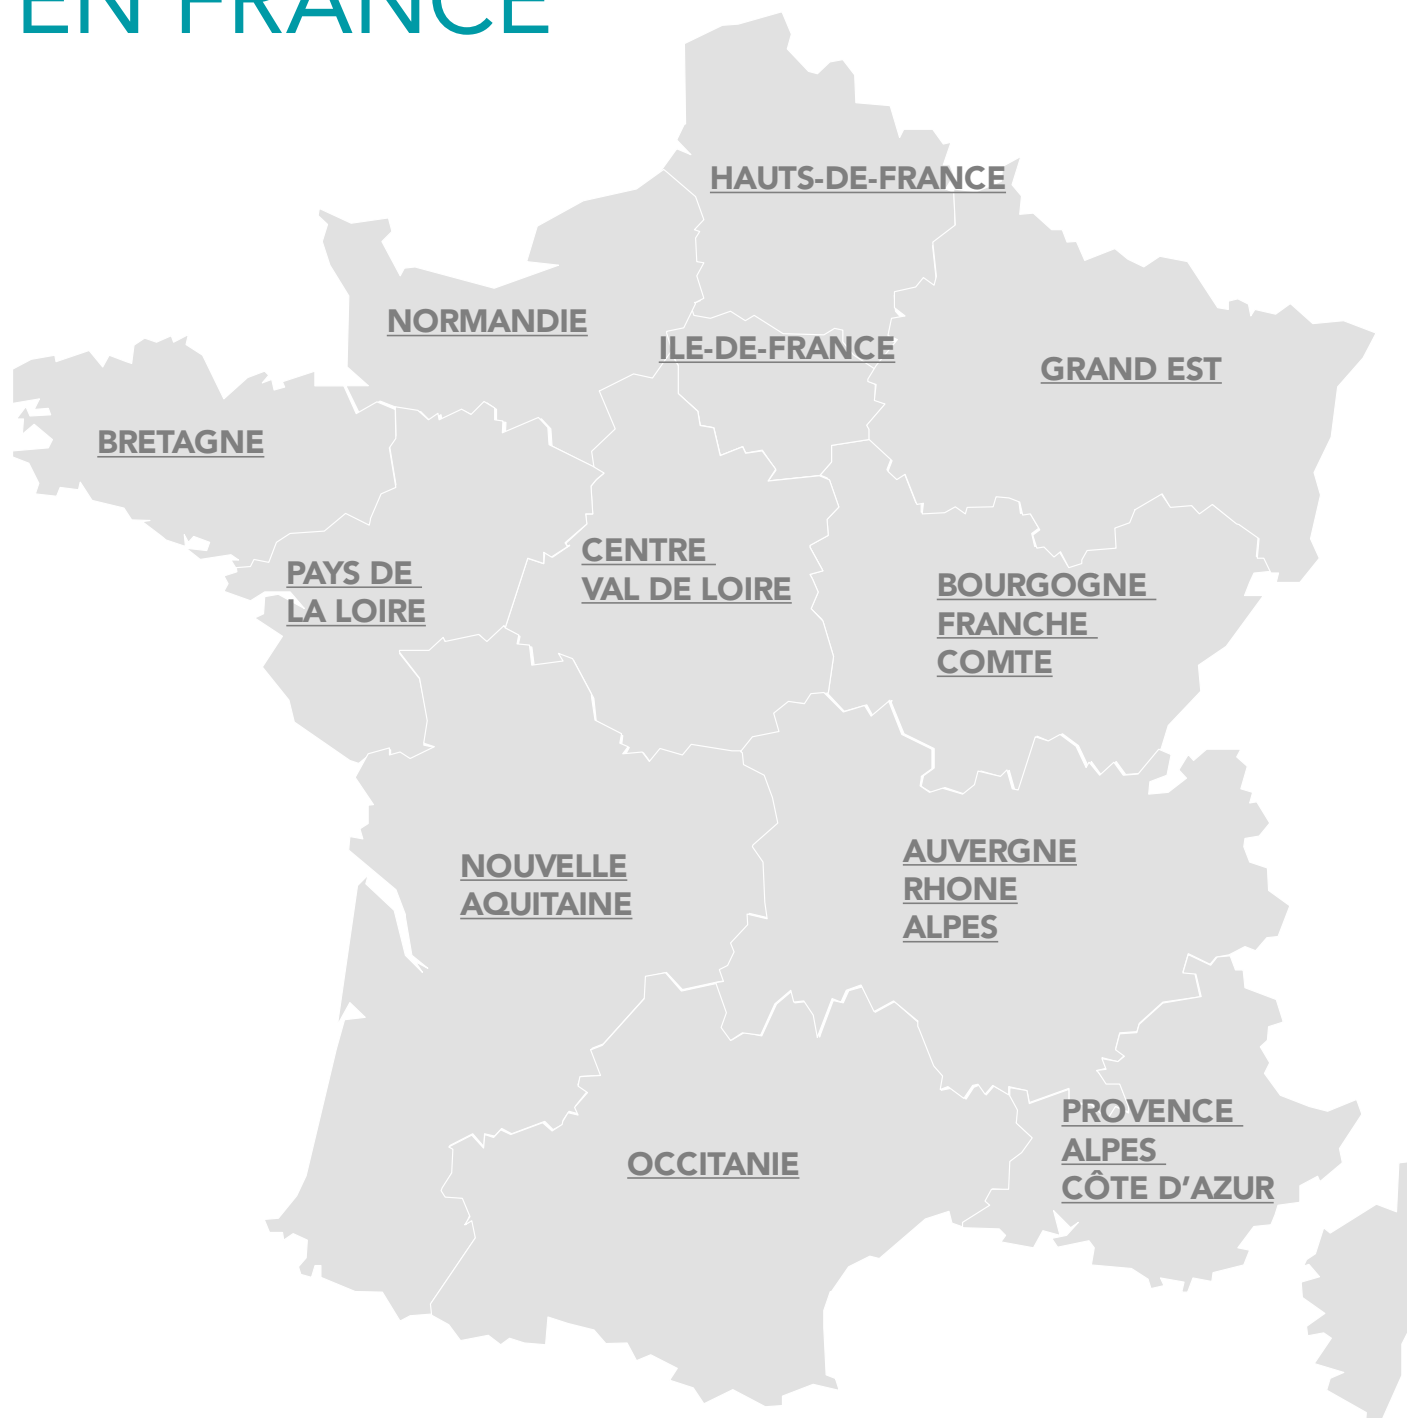 EN FRANCE
HAUTS-DE-FRANCE
NORMANDIE
ILE-DE-FRANCE
GRAND EST
BRETAGNE
PAYS DE
LA LOIRE
CENTRE
VAL DE LOIRE
BOURGOGNE
FRANCHE
COMTE
NOUVELLE
AQUITAINE
AUVERGNE
RHONE
ALPES
OCCITANIE
PROVENCE
ALPES
CÔTE D’AZUR